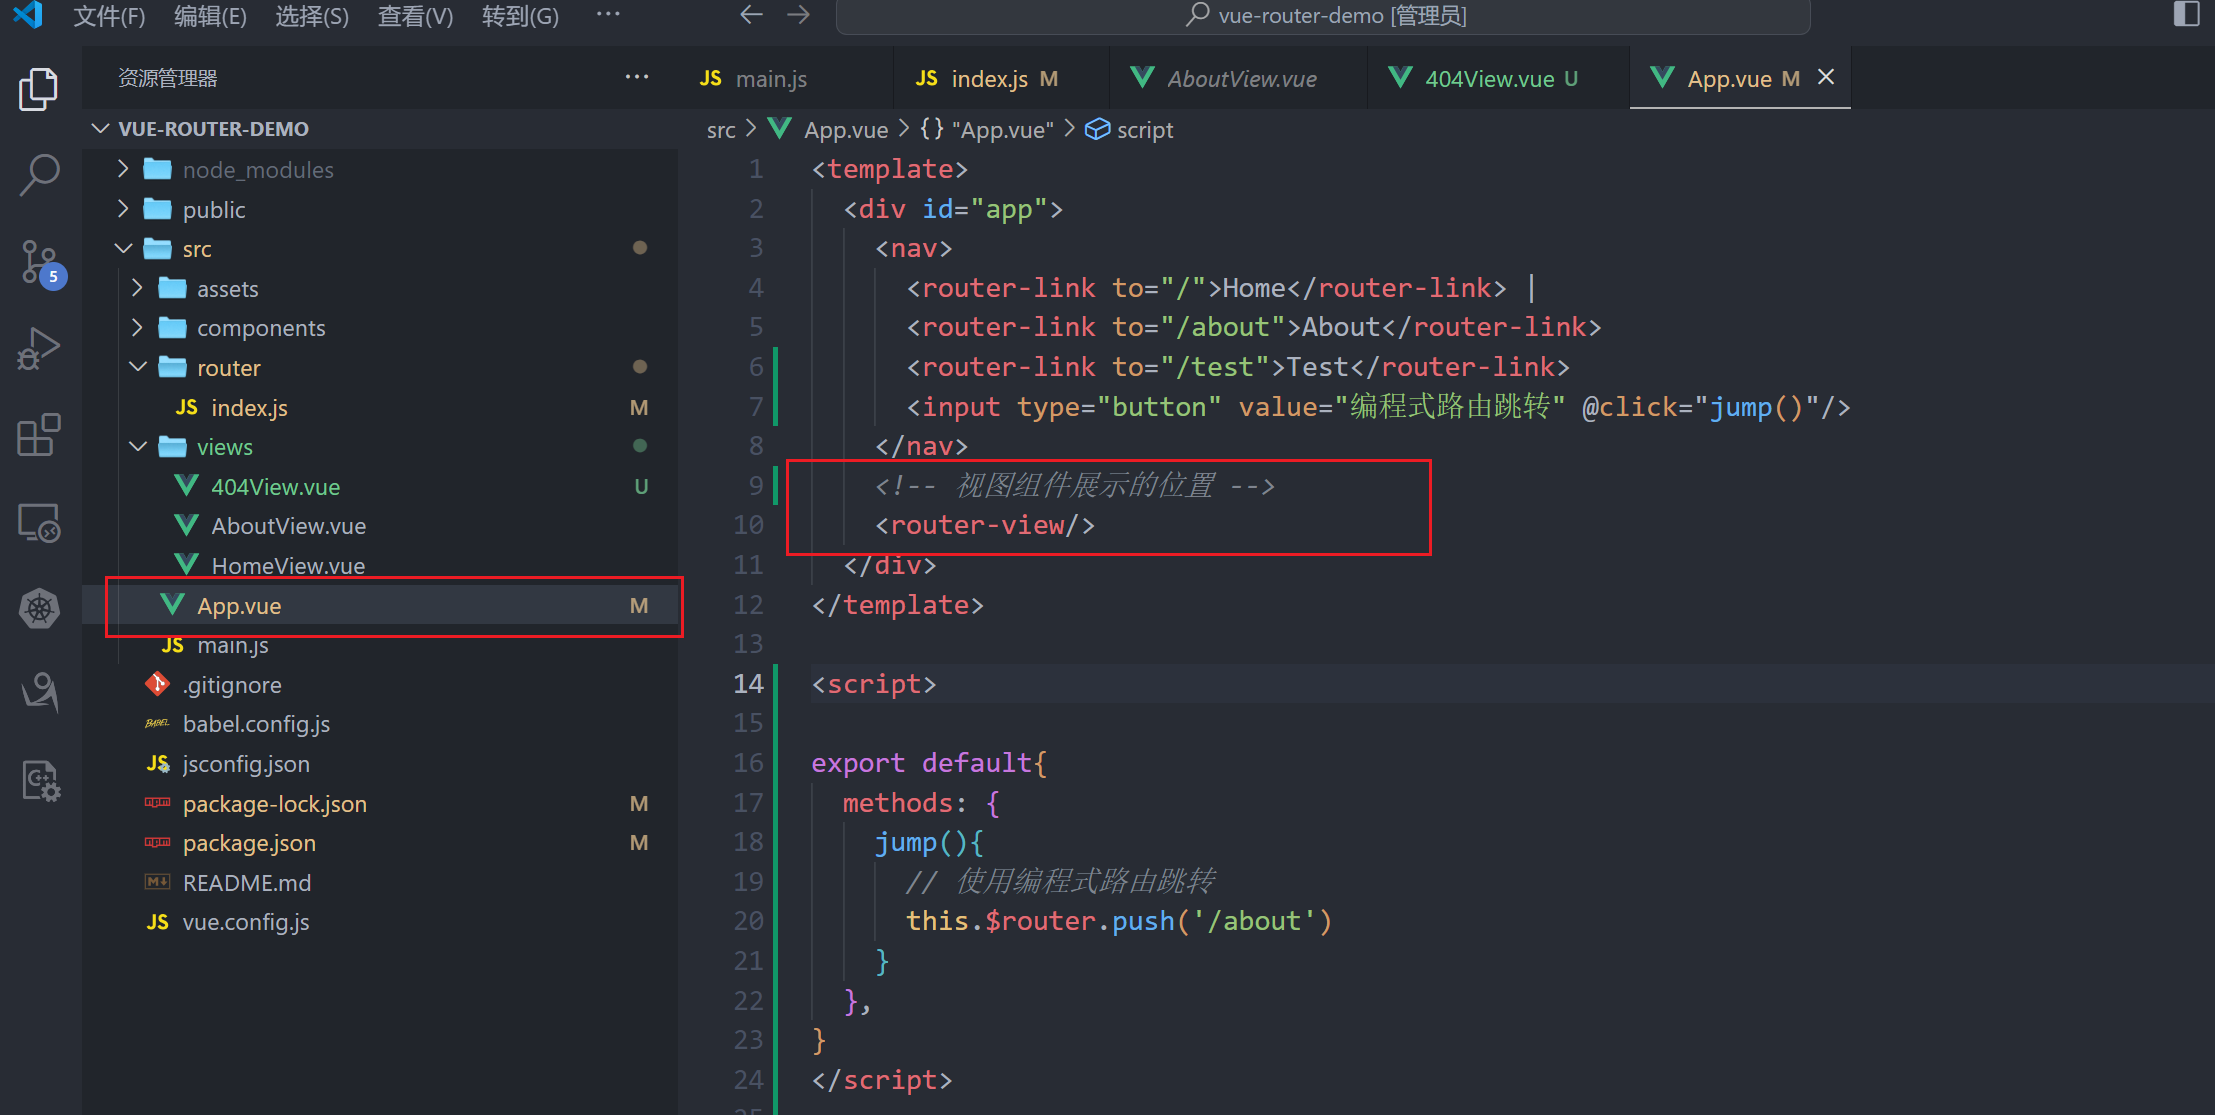 文件(F) 编辑(E) 选择(S) 查看(V) 转到(G) ··· vue-router-demo [管理员]
资源管理器 ···
main.js index.js M AboutView.vue 404View.vue U App.vue M
VUE-ROUTER-DEMO
node_modules
public
src
assets
components
router
JS index.js M
views
404View.vue U
AboutView.vue
HomeView.vue
App.vue M
JS main.js
.gitignore
babel.config.js
jsconfig.json
package-lock.json M
package.json M
README.md
JS vue.config.js
5
src > App.vue > {} "App.vue" > script
1 <template>
2 <div id="app">
3 <nav>
4 <router-link to="/">Home</router-link> |
5 <router-link to="/about">About</router-link>
6 <router-link to="/test">Test</router-link>
7 <input type="button" value="编程式路由跳转" @click="jump()"/>
8 </nav>
9 <!-- 视图组件展示的位置 -->
10 <router-view/>
11 </div>
12 </template>
13
14 <script>
15
16 export default{
17 methods: {
18 jump(){
19 // 使用编程式路由跳转
20 this.$router.push('/about')
21 }
22 },
23 }
24 </script>